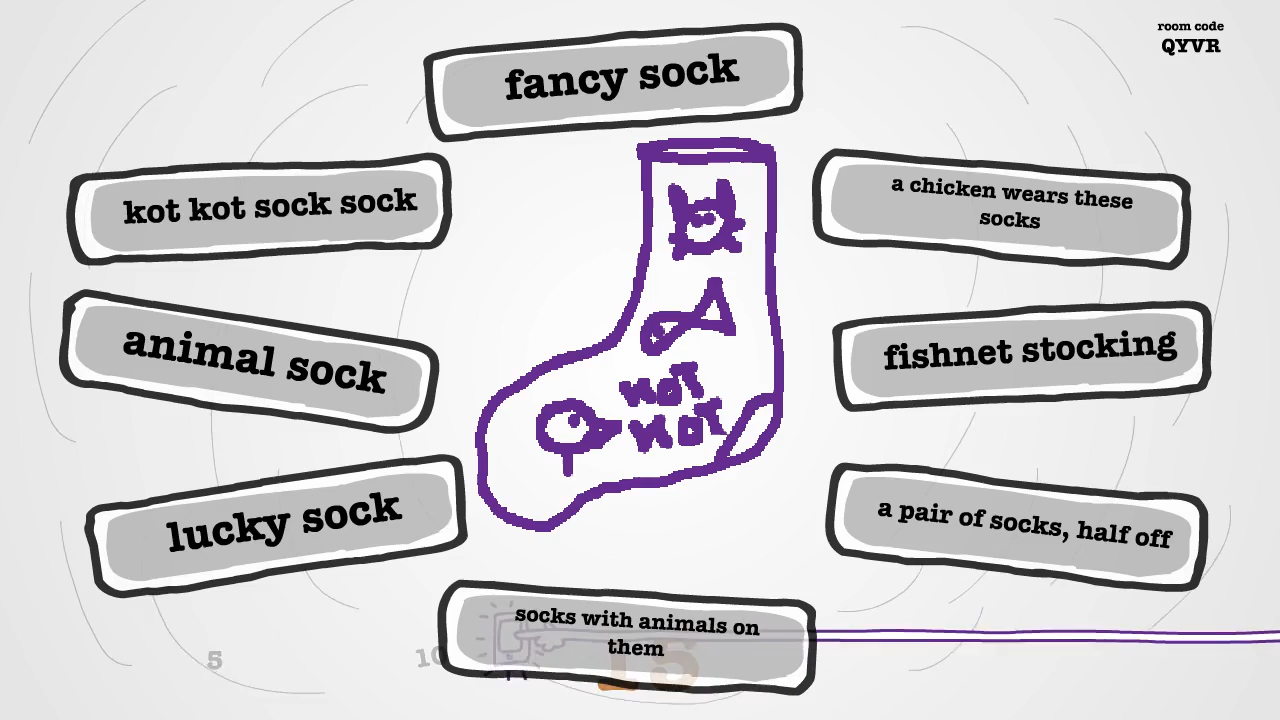 room code
QYVR
fancy sock
kot kot sock sock
a chicken wears these
socks
animal sock
fishnet stocking
KOT
KOT
lucky sock
a pair of socks, half off
socks with animals on
them
5
10
15